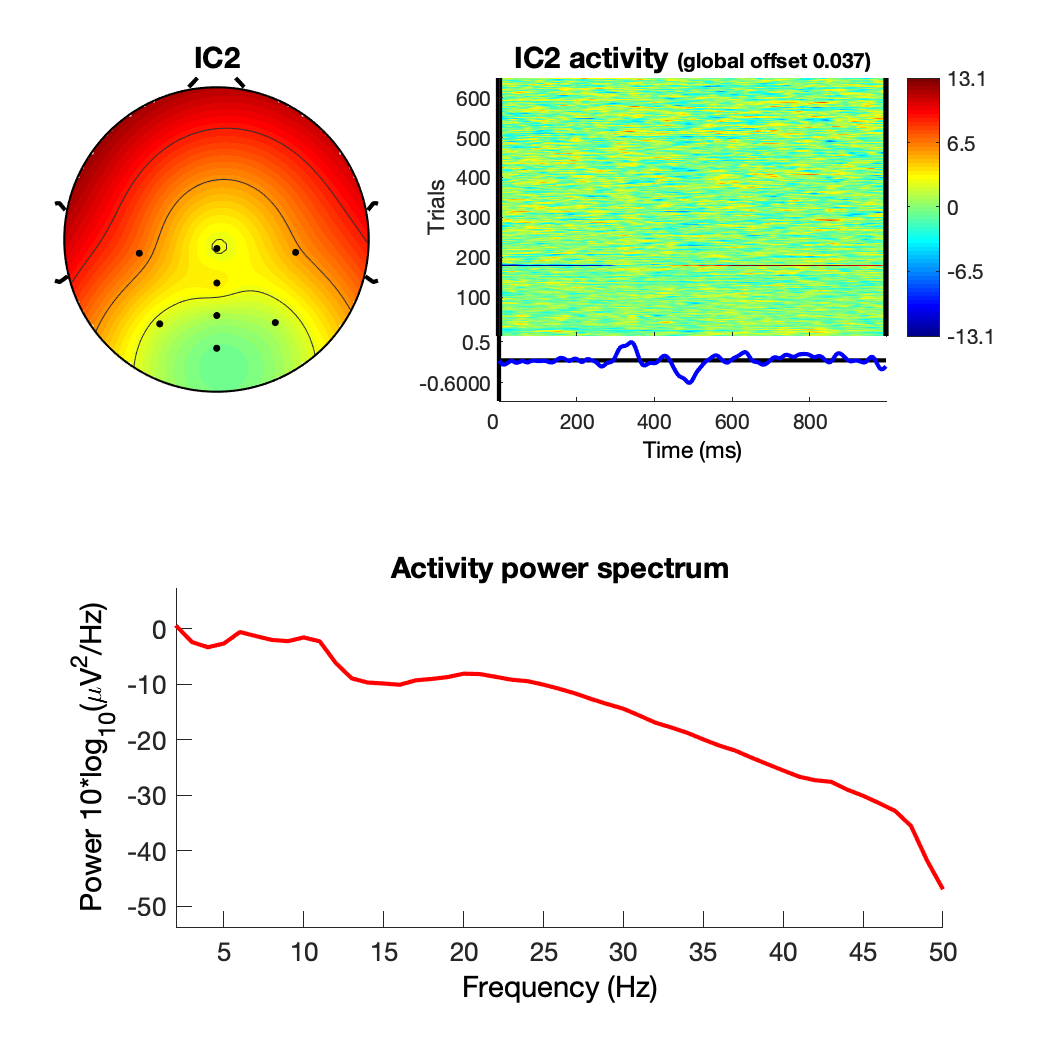 IC2
IC2 activity (global offset 0.037)
Trials
600
500
400
300
200
100
0.5
-0.6000
0 200 400 600 800
Time (ms)
13.1
6.5
0
-6.5
-13.1
Activity power spectrum
Power 10*log10(μV2/Hz)
0
-10
-20
-30
-40
-50
5 10 15 20 25 30 35 40 45 50
Frequency (Hz)